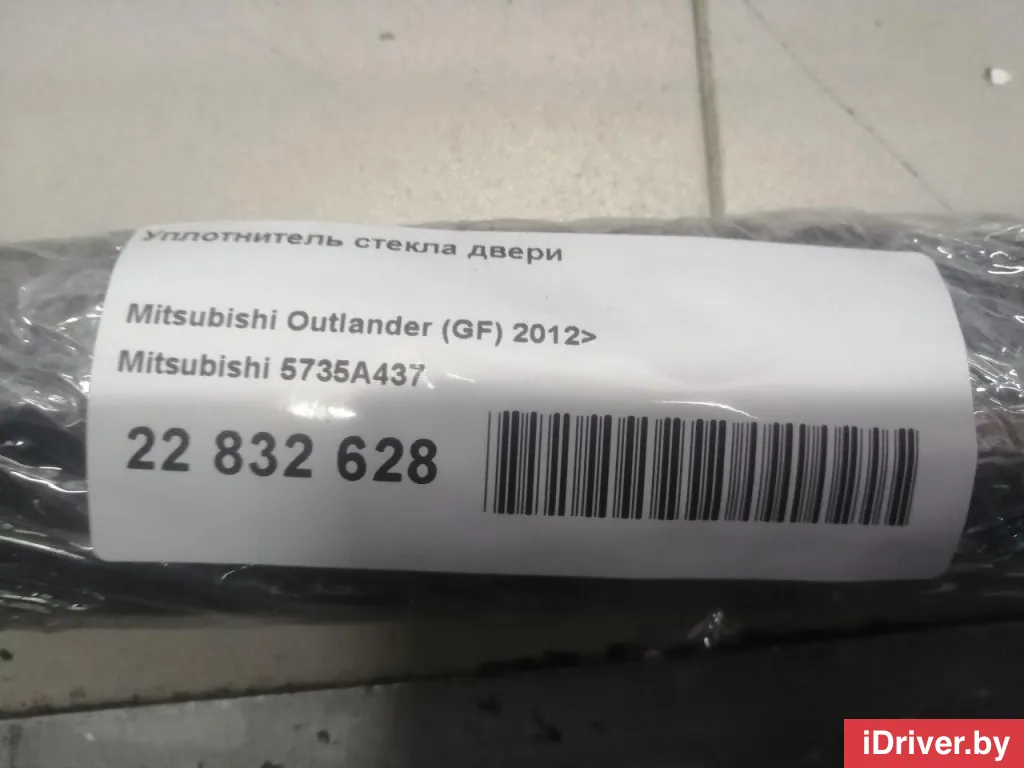 Уплотнитель стекла двери
Mitsubishi Outlander (GF) 2012>
Mitsubishi 5735A437
22 832 628
iDriver.by